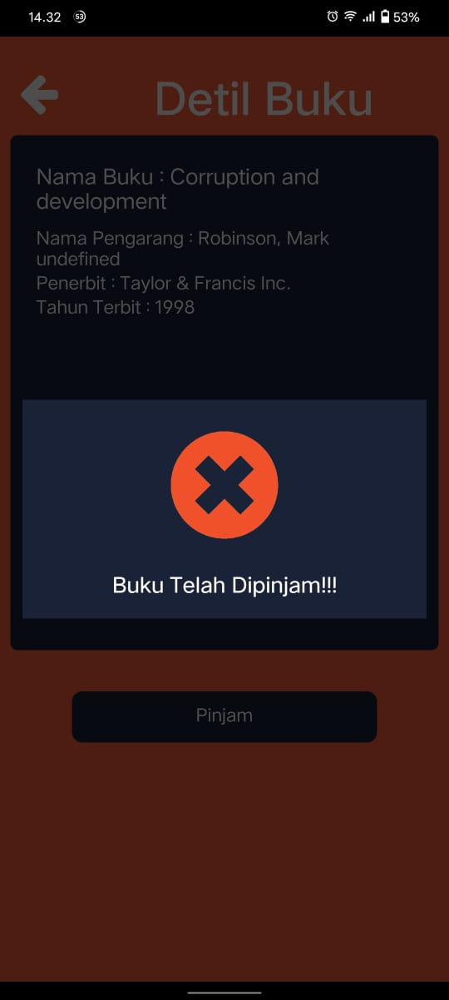 14.32 53 53%
Detil Buku
Nama Buku : Corruption and
development
Nama Pengarang : Robinson, Mark
undefined
Penerbit : Taylor & Francis Inc.
Tahun Terbit : 1998
Buku Telah Dipinjam!!!
Pinjam